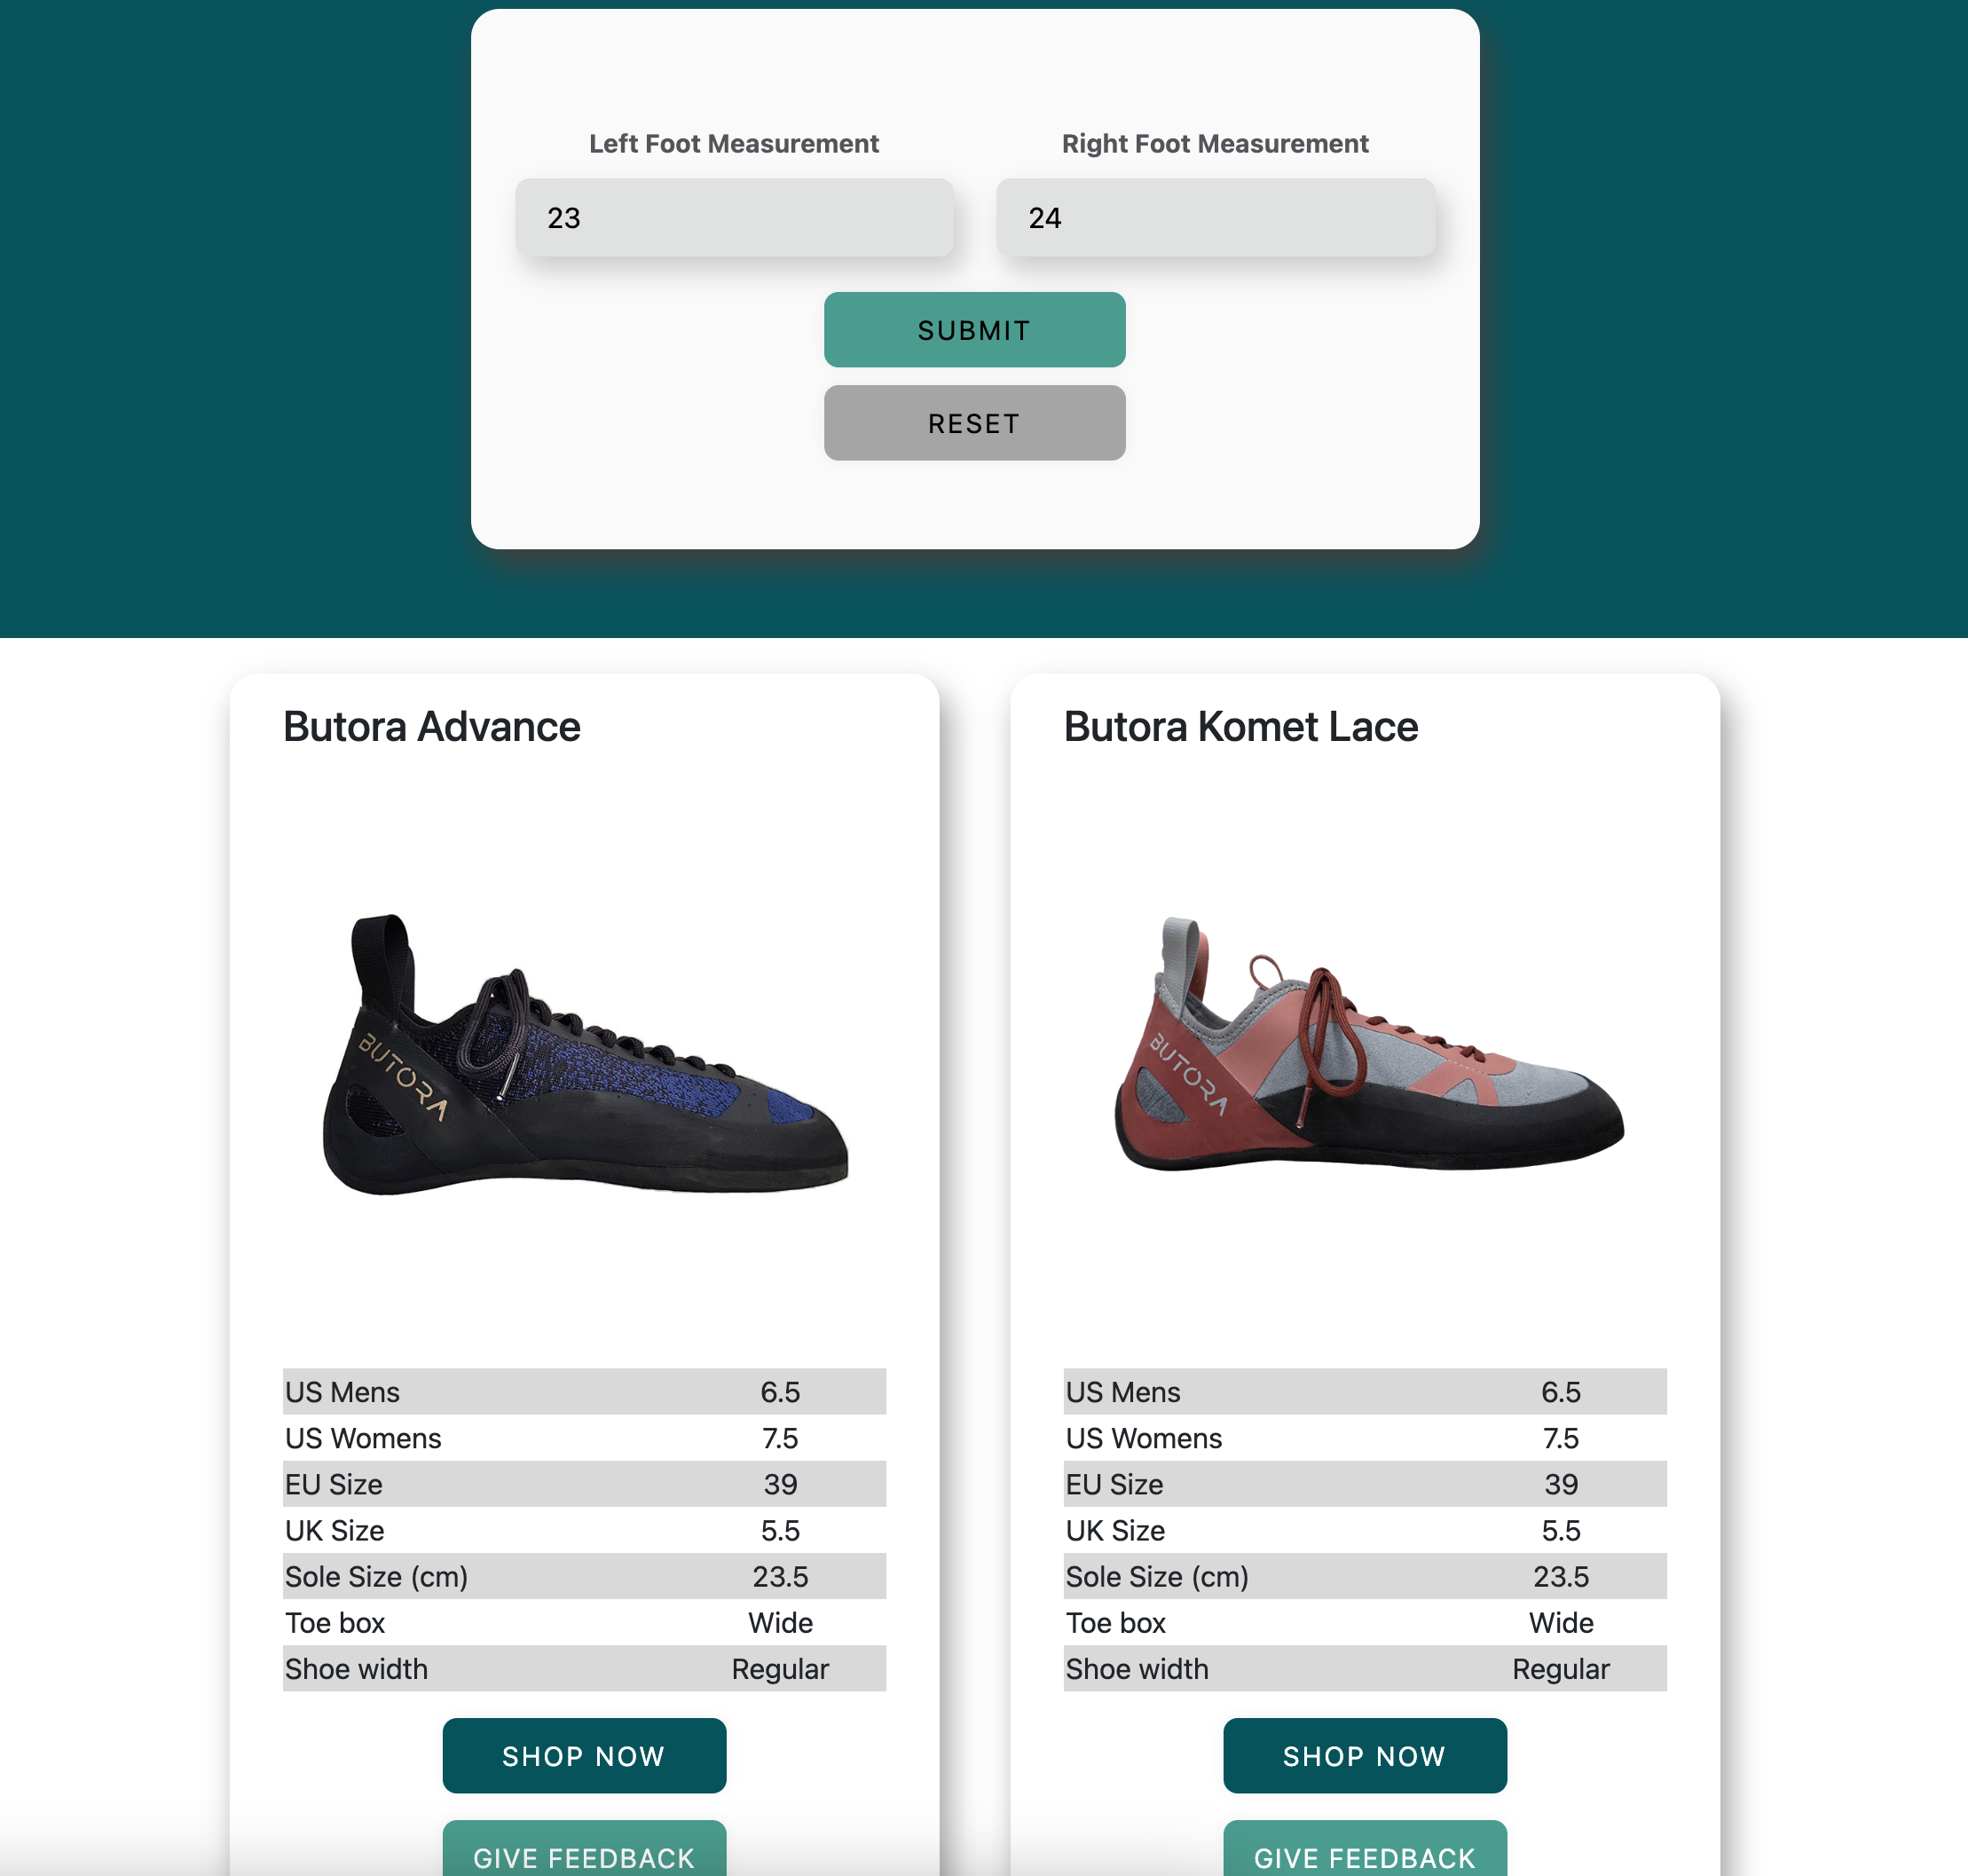 Left Foot Measurement Right Foot Measurement
23 24
SUBMIT
RESET
Butora Advance
BUTORA
US Mens 6.5
US Womens 7.5
EU Size 39
UK Size 5.5
Sole Size (cm) 23.5
Toe box Wide
Shoe width Regular
SHOP NOW
GIVE FEEDBACK
Butora Komet Lace
BUTORA
US Mens 6.5
US Womens 7.5
EU Size 39
UK Size 5.5
Sole Size (cm) 23.5
Toe box Wide
Shoe width Regular
SHOP NOW
GIVE FEEDBACK